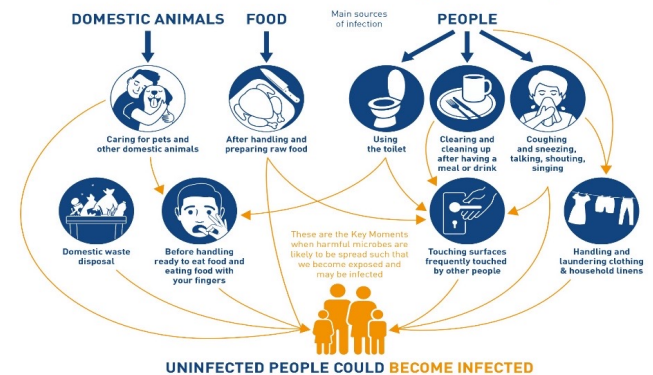 DOMESTIC ANIMALS
FOOD
Main sources
of infection
PEOPLE
Caring for pets and
other domestic animals
After handling and
preparing raw food
Using
the toilet
Clearing and
cleaning up
after having a
meal or drink
Coughing
and sneezing,
talking, shouting,
singing
Domestic waste
disposal
Before handling
ready to eat food and
eating food with
your fingers
These are the Key Moments
when harmful microbes are
likely to be spread such that
we become exposed and
may be infected
Touching surfaces
frequently touched
by other people
Handling and
laundering clothing
& household linens
UNINFECTED PEOPLE COULD BECOME INFECTED